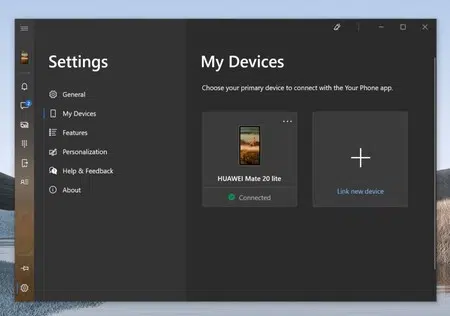 Settings
General
My Devices
Features
Personalization
Help & Feedback
About
My Devices
Choose your primary device to connect with the Your Phone app.
HUAWEI Mate 20 lite
Connected
Link new device